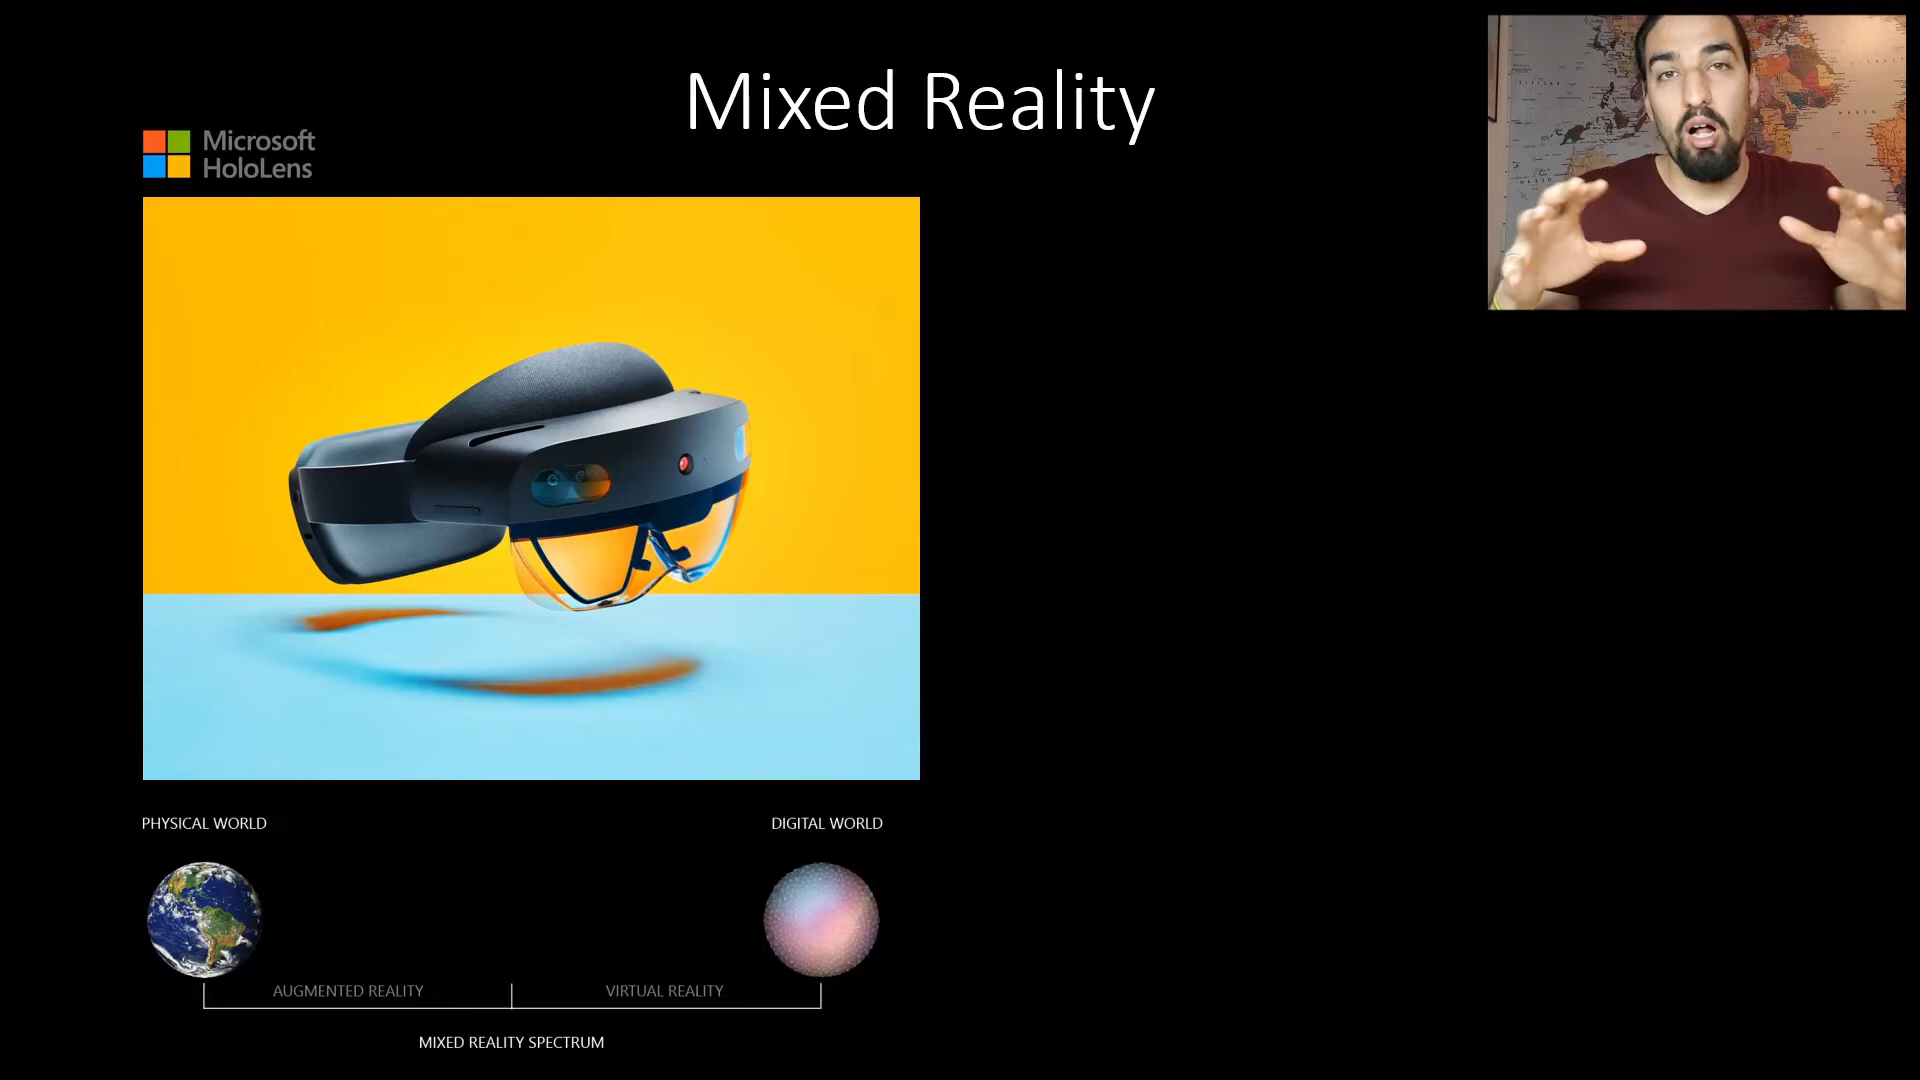 Mixed Reality
Microsoft
HoloLens
PHYSICAL WORLD
DIGITAL WORLD
AUGMENTED REALITY
VIRTUAL REALITY
MIXED REALITY SPECTRUM